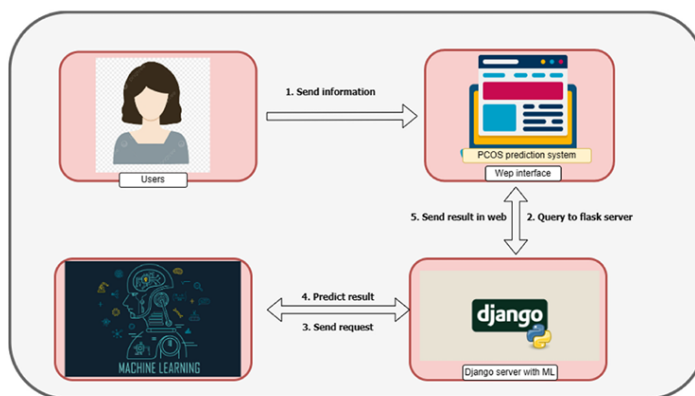 1. Send information
Users
PCOS prediction system
Wep interface
5. Send result in web
2. Query to flask server
4. Predict result
3. Send request
MACHINE LEARNING
django
Django server with ML